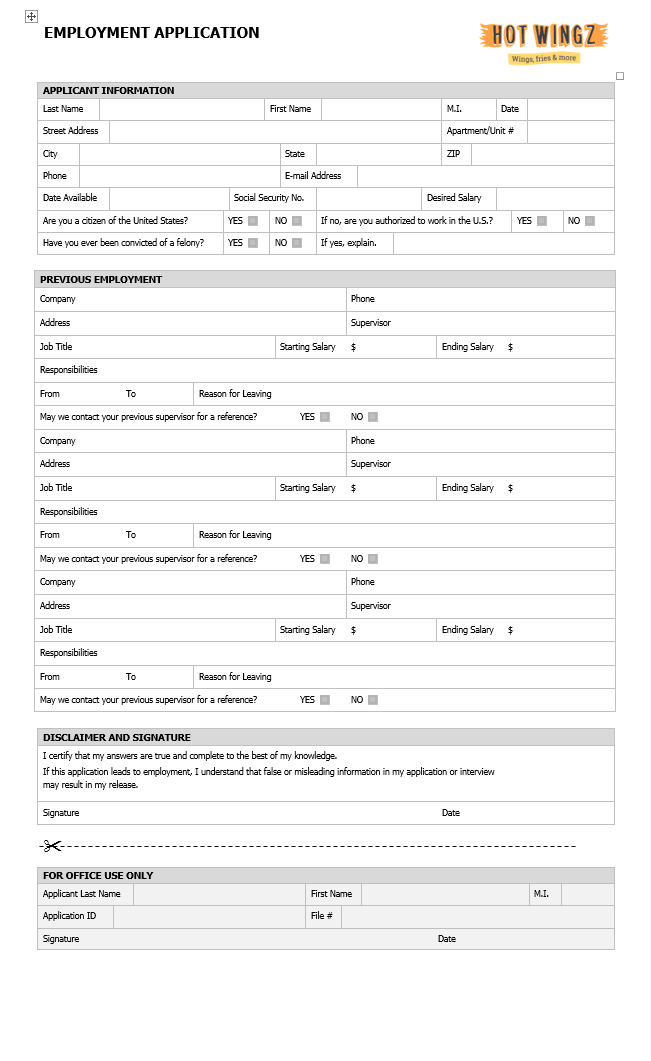 EMPLOYMENT APPLICATION
HOT WINGZ
Wings, fries & more
APPLICANT INFORMATION
Last Name First Name M.I. Date
Street Address Apartment/Unit #
City State ZIP
Phone E-mail Address
Date Available Social Security No. Desired Salary
Are you a citizen of the United States? YES NO If no, are you authorized to work in the U.S.? YES NO
Have you ever been convicted of a felony? YES NO If yes, explain.
PREVIOUS EMPLOYMENT
Company Phone
Address Supervisor
Job Title Starting Salary $ Ending Salary $
Responsibilities
From To Reason for Leaving
May we contact your previous supervisor for a reference? YES NO
Company Phone
Address Supervisor
Job Title Starting Salary $ Ending Salary $
Responsibilities
From To Reason for Leaving
May we contact your previous supervisor for a reference? YES NO
Company Phone
Address Supervisor
Job Title Starting Salary $ Ending Salary $
Responsibilities
From To Reason for Leaving
May we contact your previous supervisor for a reference? YES NO
DISCLAIMER AND SIGNATURE
I certify that my answers are true and complete to the best of my knowledge.
If this application leads to employment, I understand that false or misleading information in my application or interview
may result in my release.
Signature Date
FOR OFFICE USE ONLY
Applicant Last Name First Name M.I.
Application ID File #
Signature Date